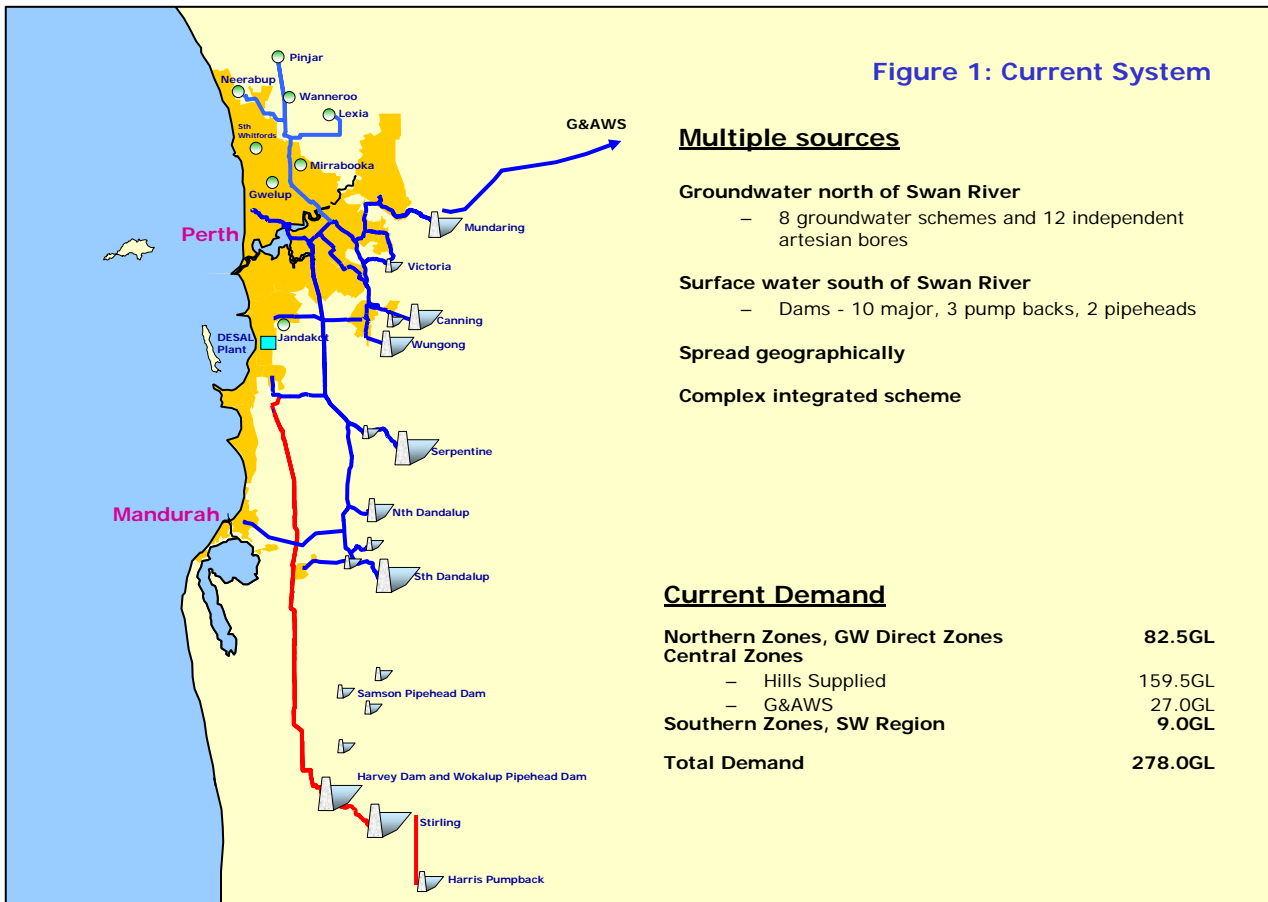 Figure 1: Current System
Pinjar
Neerabup
Wanneroo
Lexia
G&AWS
Sth
Whitfords
Mirrabooka
Gwelup
Perth
Mundaring
Victoria
Canning
DESAL
Plant
Jandakot
Wungong
Serpentine
Mandurah
Nth Dandalup
Sth Dandalup
Samson Pipehead Dam
Harvey Dam and Wokalup Pipehead Dam
Stirling
Harris Pumpback
Multiple sources
Groundwater north of Swan River
– 8 groundwater schemes and 12 independent
artesian bores
Surface water south of Swan River
– Dams - 10 major, 3 pump backs, 2 pipeheads
Spread geographically
Complex integrated scheme
Current Demand
Northern Zones, GW Direct Zones 82.5GL
Central Zones
– Hills Supplied 159.5GL
– G&AWS 27.0GL
Southern Zones, SW Region 9.0GL
Total Demand 278.0GL